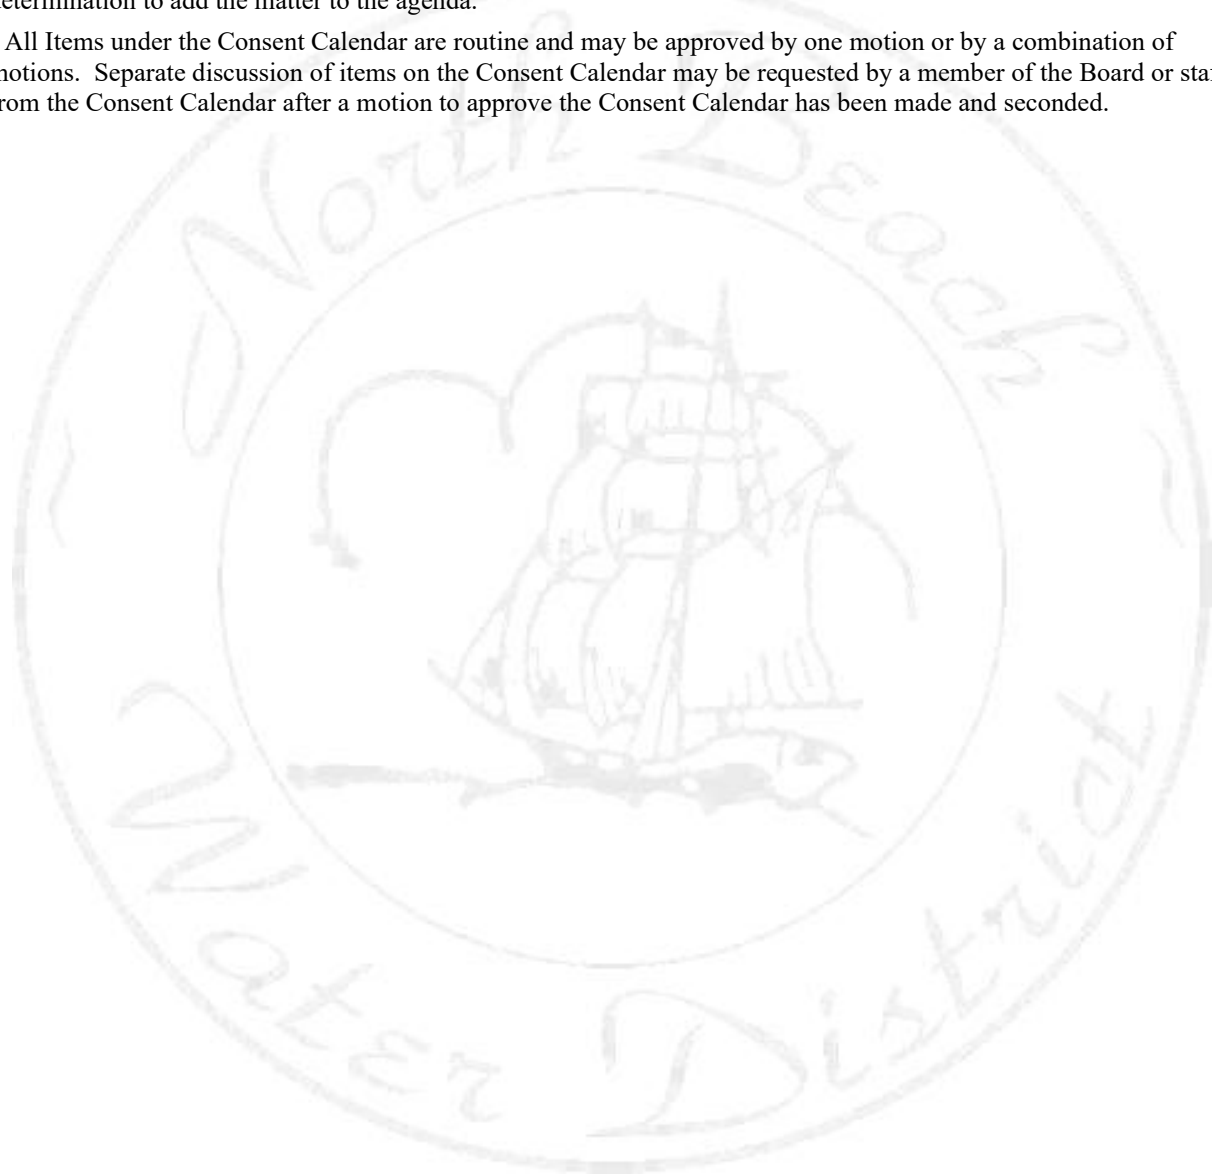 determination to add the matter to the agenda.
All Items under the Consent Calendar are routine and may be approved by one motion or by a combination of
motions. Separate discussion of items on the Consent Calendar may be requested by a member of the Board or
from the Consent Calendar after a motion to approve the Consent Calendar has been made and seconded.
North Beach
Water District